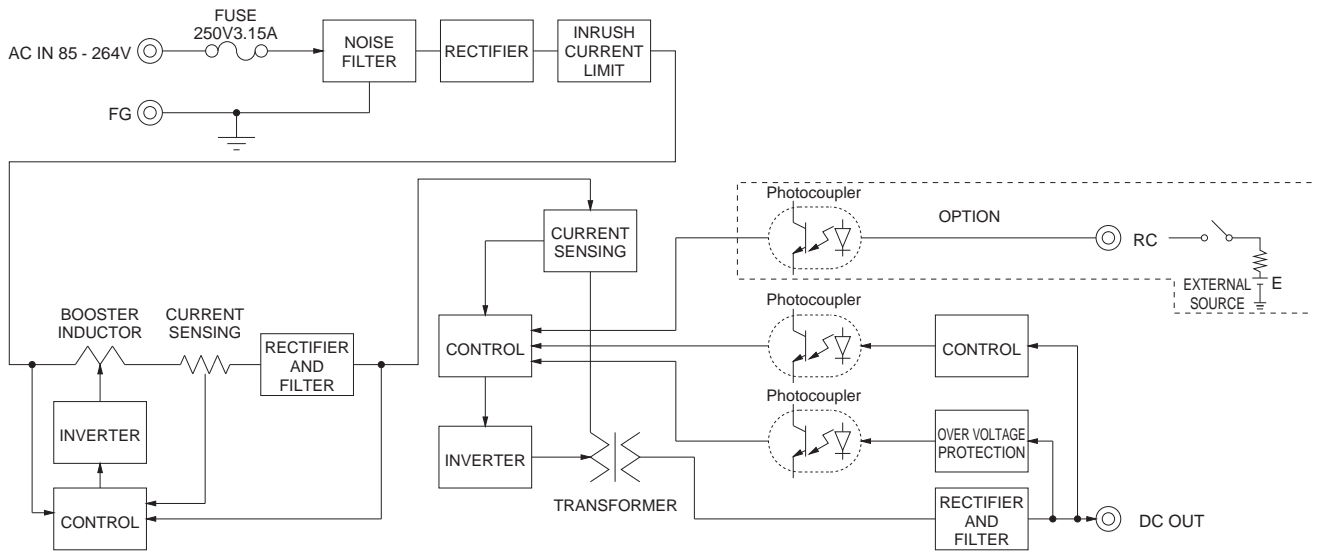 FUSE
250V3.15A
AC IN 85 - 264V
NOISE
FILTER
RECTIFIER
INRUSH
CURRENT
LIMIT
FG
Photocoupler
OPTION
RC
EXTERNAL
SOURCE
E
CURRENT
SENSING
BOOSTER
INDUCTOR
CURRENT
SENSING
RECTIFIER
AND
FILTER
CONTROL
Photocoupler
CONTROL
Photocoupler
INVERTER
INVERTER
OVER VOLTAGE
PROTECTION
TRANSFORMER
CONTROL
RECTIFIER
AND
FILTER
DC OUT